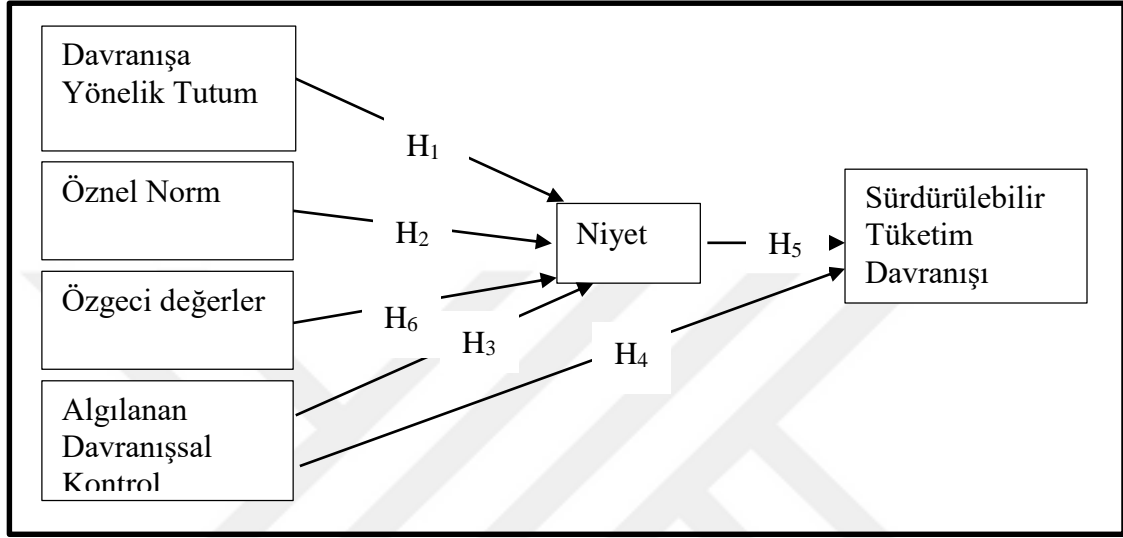 Davranışa
Yönelik Tutum
H₁
Öznel Norm
H₂
Niyet
H₅
Sürdürülebilir
Tüketim
Davranışı
Özgeci değerler
H₆
H₃
H₄
Algılanan
Davranışsal
Kontrol